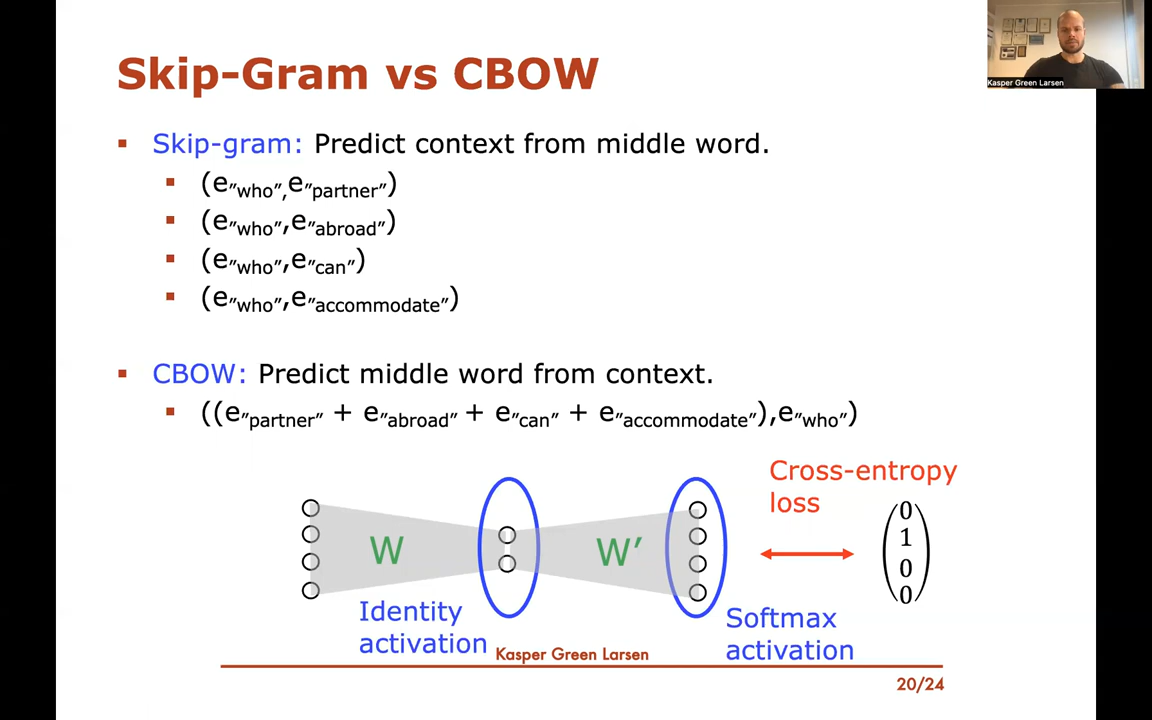 Skip-Gram vs CBOW
Kasper Green Larsen
▪ Skip-gram: Predict context from middle word.
▪ (e"who",e"partner")
▪ (e"who",e"abroad")
▪ (e"who",e"can")
▪ (e"who",e"accommodate")
▪ CBOW: Predict middle word from context.
▪ ((e"partner" + e"abroad" + e"can" + e"accommodate"),e"who")
Cross-entropy
loss
0
1
0
0
W
W′
Identity
activation
Softmax
activation
Kasper Green Larsen
20/24